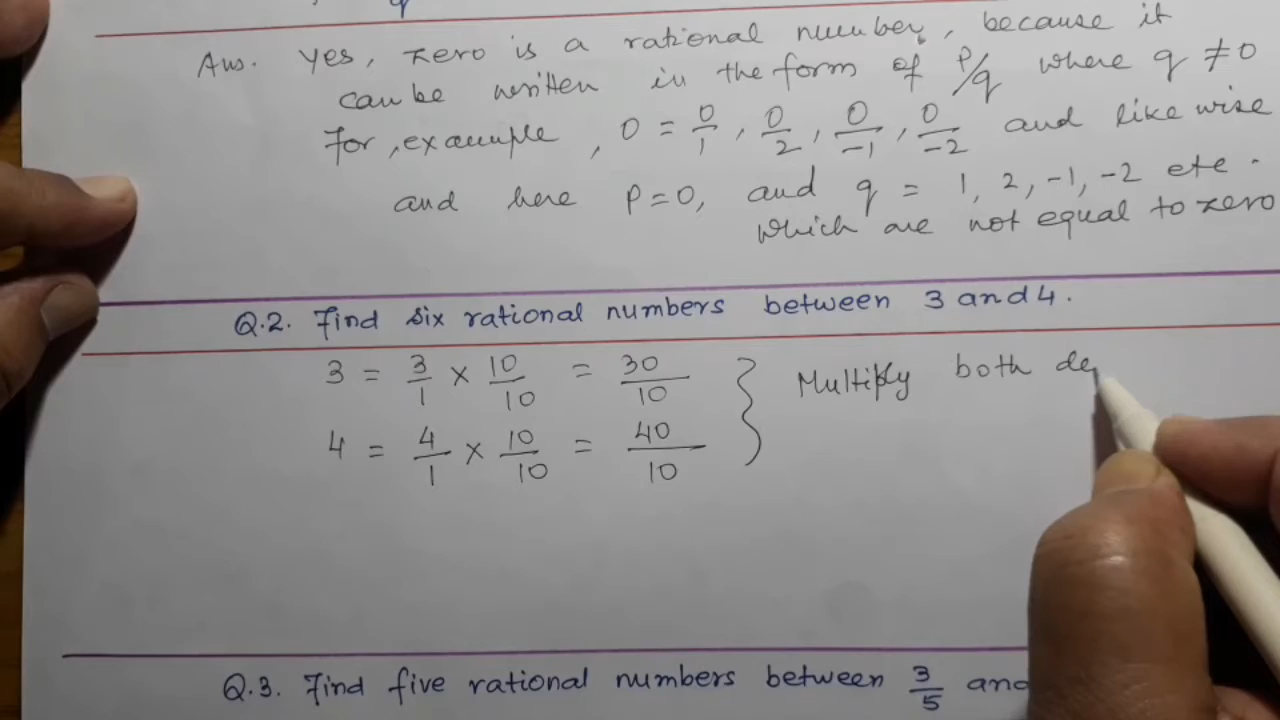 Ans. Yes, zero is a rational number, because it
can be written in the form of P/q where q ≠ 0
For, example, 0 = 0/1, 0/2, 0/-1, 0/-2 and like wise
and here P=0, and q = 1, 2, -1, -2 etc.
which are not equal to zero
Q.2. Find six rational numbers between 3 and 4.
3 = 3/1 × 10/10 = 30/10 } Multiply both de
4 = 4/1 × 10/10 = 40/10
Q.3. Find five rational numbers between 3/5 and